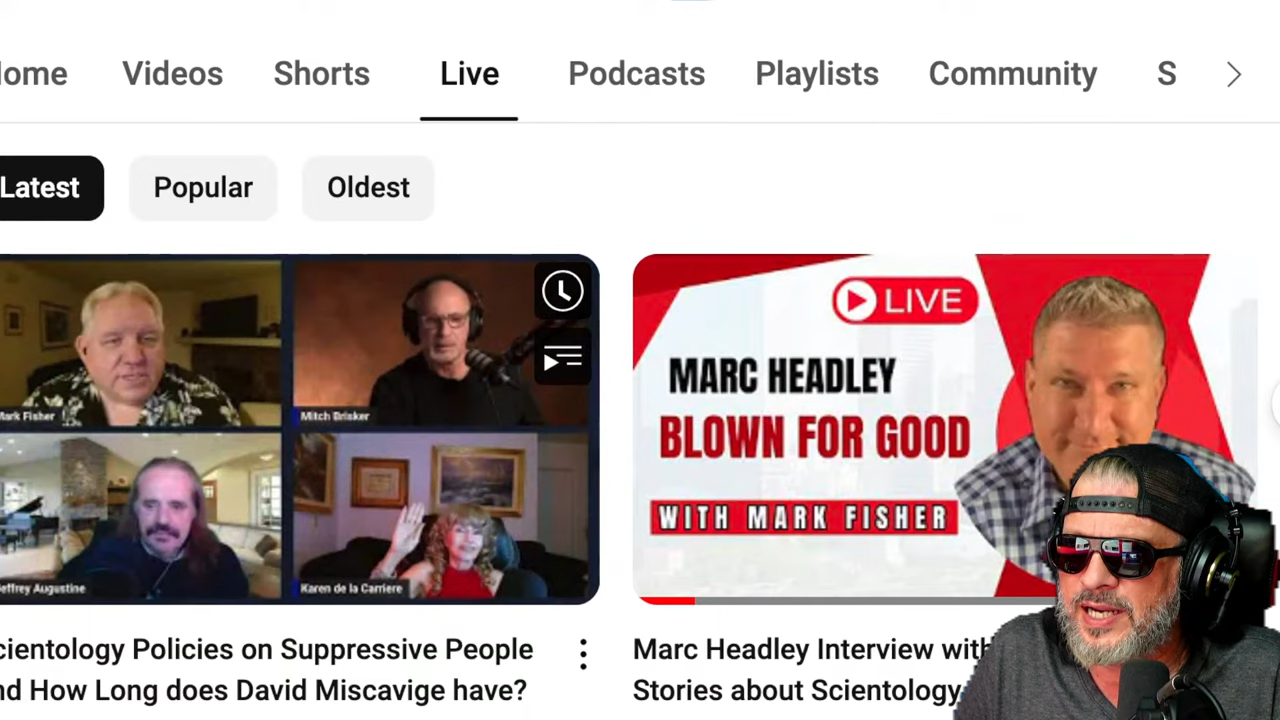 ome
Videos
Shorts
Live
Podcasts
Playlists
Community
S
Latest
Popular
Oldest
Mark Fisher
Mitch Brisker
Jeffrey Augustine
Karen de la Carriere
LIVE
MARC HEADLEY
BLOWN FOR GOOD
WITH MARK FISHER
cientology Policies on Suppressive People
nd How Long does David Miscavige have?
Marc Headley Interview with
Stories about Scientology